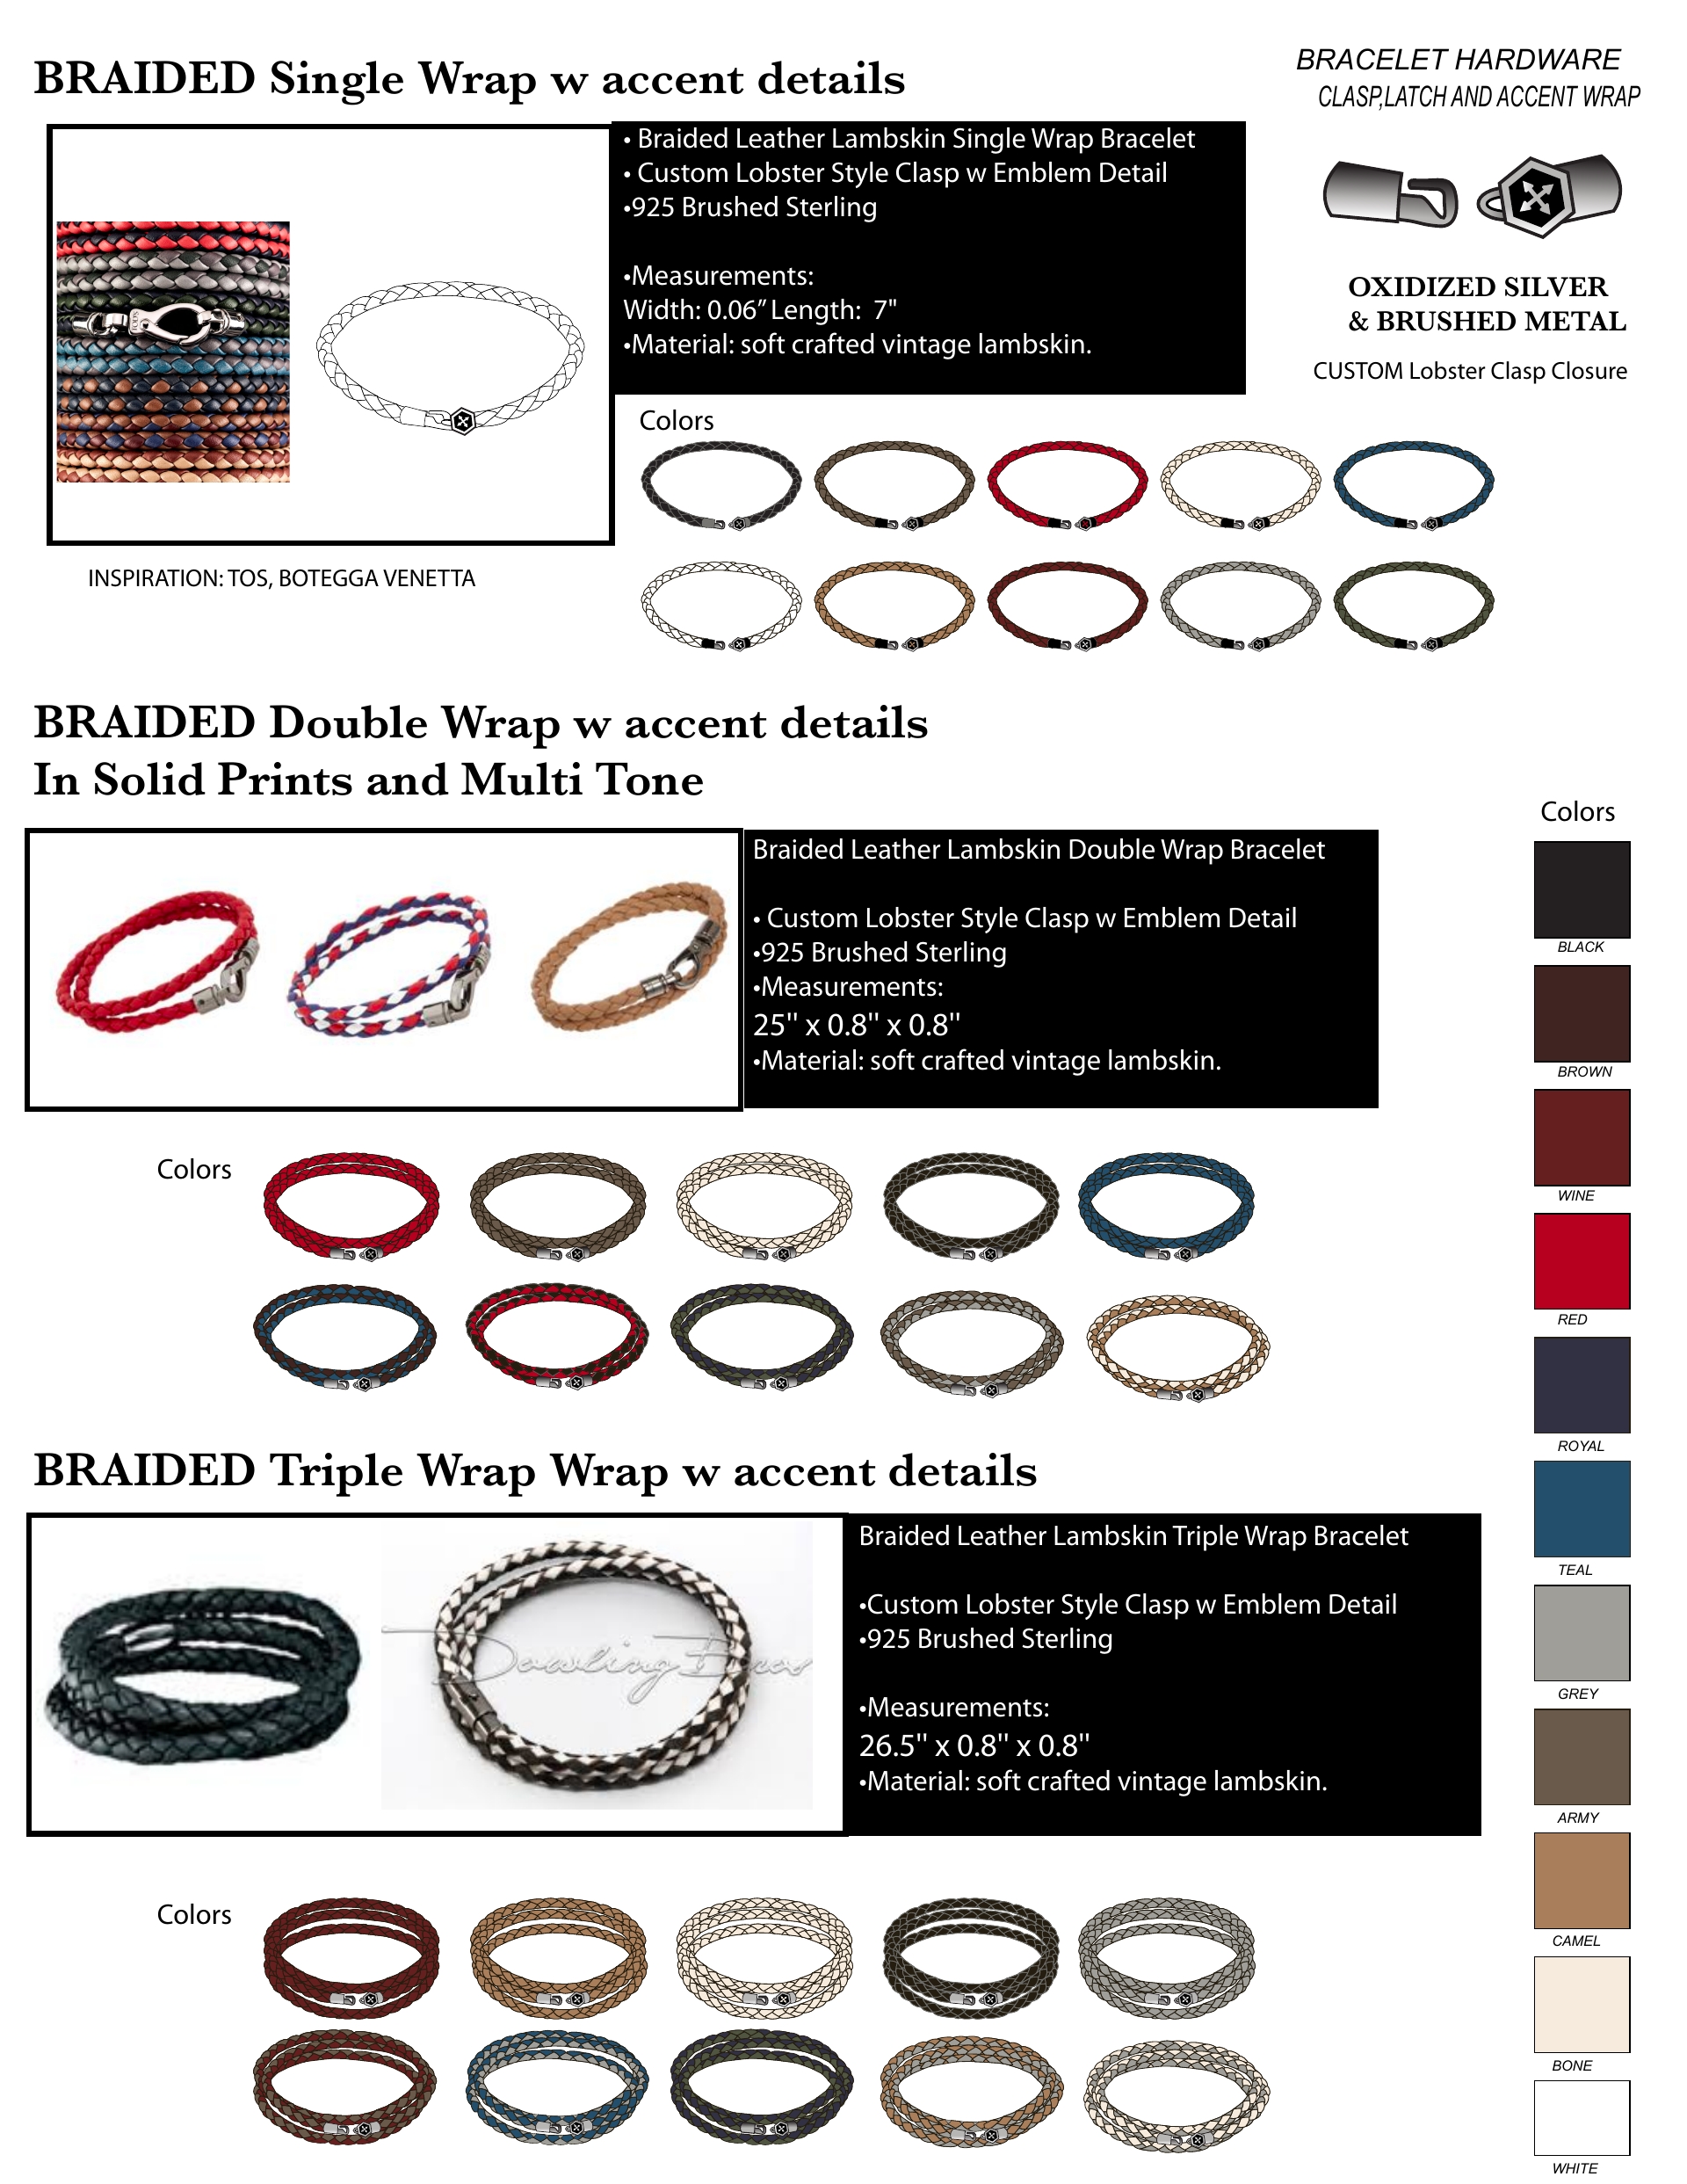 BRAIDED Single Wrap w accent details
BRACELET HARDWARE
CLASP,LATCH AND ACCENT WRAP
• Braided Leather Lambskin Single Wrap Bracelet
• Custom Lobster Style Clasp w Emblem Detail
•925 Brushed Sterling
•Measurements:
Width: 0.06” Length: 7"
•Material: soft crafted vintage lambskin.
OXIDIZED SILVER
& BRUSHED METAL
CUSTOM Lobster Clasp Closure
TODS
Colors
INSPIRATION: TOS, BOTEGGA VENETTA
BRAIDED Double Wrap w accent details
In Solid Prints and Multi Tone
Braided Leather Lambskin Double Wrap Bracelet
• Custom Lobster Style Clasp w Emblem Detail
•925 Brushed Sterling
•Measurements:
25" x 0.8" x 0.8"
•Material: soft crafted vintage lambskin.
Colors
BRAIDED Triple Wrap Wrap w accent details
Braided Leather Lambskin Triple Wrap Bracelet
•Custom Lobster Style Clasp w Emblem Detail
•925 Brushed Sterling
•Measurements:
26.5" x 0.8" x 0.8"
•Material: soft crafted vintage lambskin.
Dowling Bros
Colors
Colors
BLACK
BROWN
WINE
RED
ROYAL
TEAL
GREY
ARMY
CAMEL
BONE
WHITE